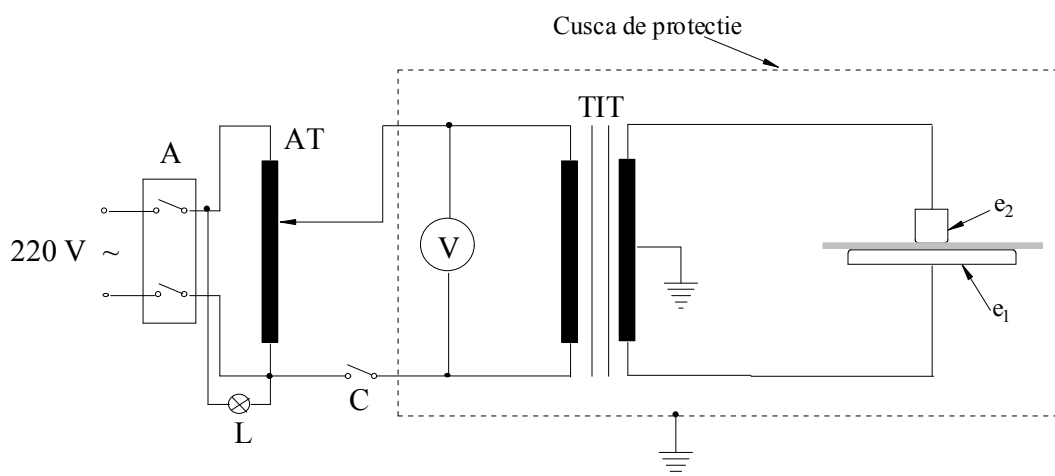 Cusca de protectie
TIT
AT
A
220 V ~
V
e2
e1
C
L